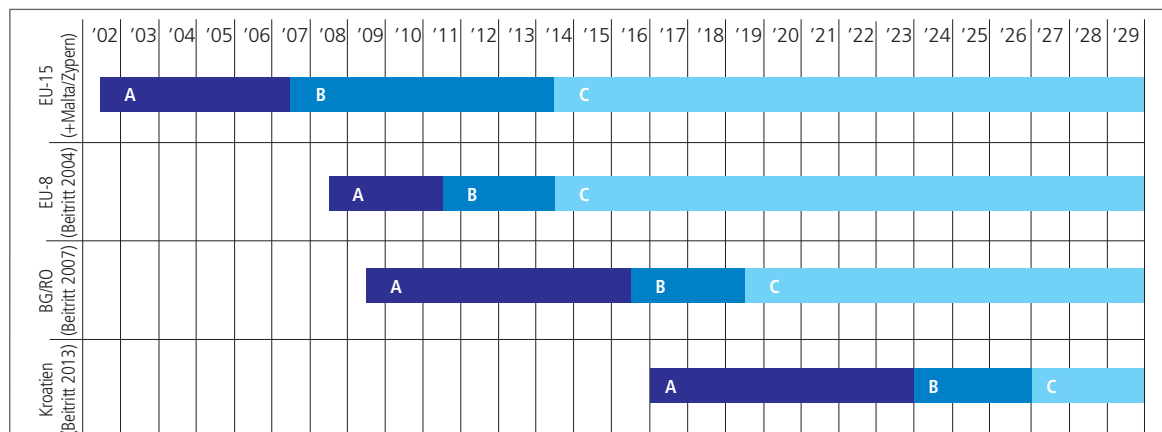 ’02 ’03 ’04 ’05 ’06 ’07 ’08 ’09 ’10 ’11 ’12 ’13 ’14 ’15 ’16 ’17 ’18 ’19 ’20 ’21 ’22 ’23 ’24 ’25 ’26 ’27 ’28 ’29
EU-15
(+Malta/Zypern)
A B C
EU-8
(Beitritt 2004)
A B C
BG/RO
(Beitritt 2007)
A B C
Kroatien
(Beitritt 2013)
A B C